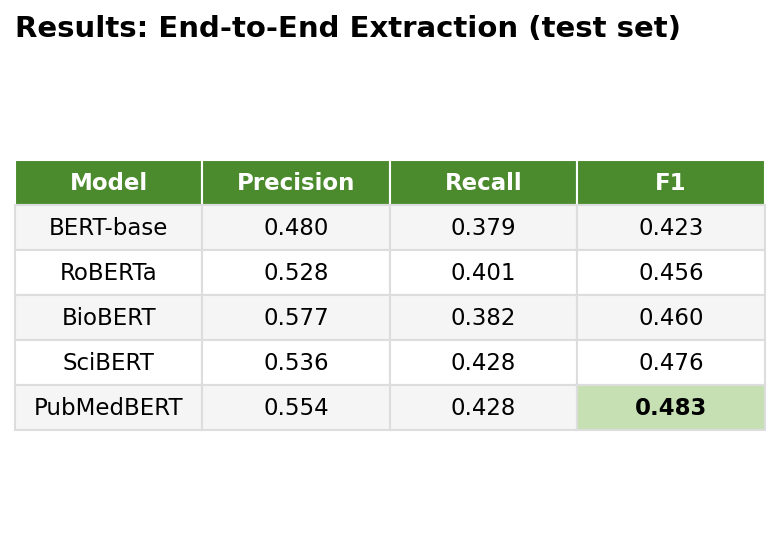 Results: End-to-End Extraction (test set)
Model Precision Recall F1
BERT-base 0.480 0.379 0.423
RoBERTa 0.528 0.401 0.456
BioBERT 0.577 0.382 0.460
SciBERT 0.536 0.428 0.476
PubMedBERT 0.554 0.428 0.483